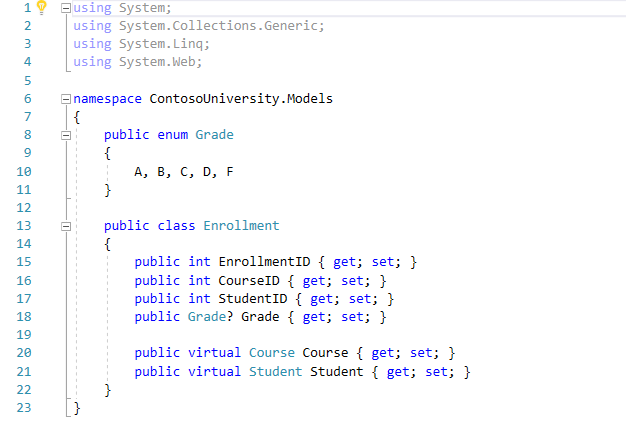 1 using System;
2 using System.Collections.Generic;
3 using System.Linq;
4 using System.Web;
5
6 namespace ContosoUniversity.Models
7 {
8     public enum Grade
9     {
10         A, B, C, D, F
11     }
12
13     public class Enrollment
14     {
15         public int EnrollmentID { get; set; }
16         public int CourseID { get; set; }
17         public int StudentID { get; set; }
18         public Grade? Grade { get; set; }
19
20         public virtual Course Course { get; set; }
21         public virtual Student Student { get; set; }
22     }
23 }